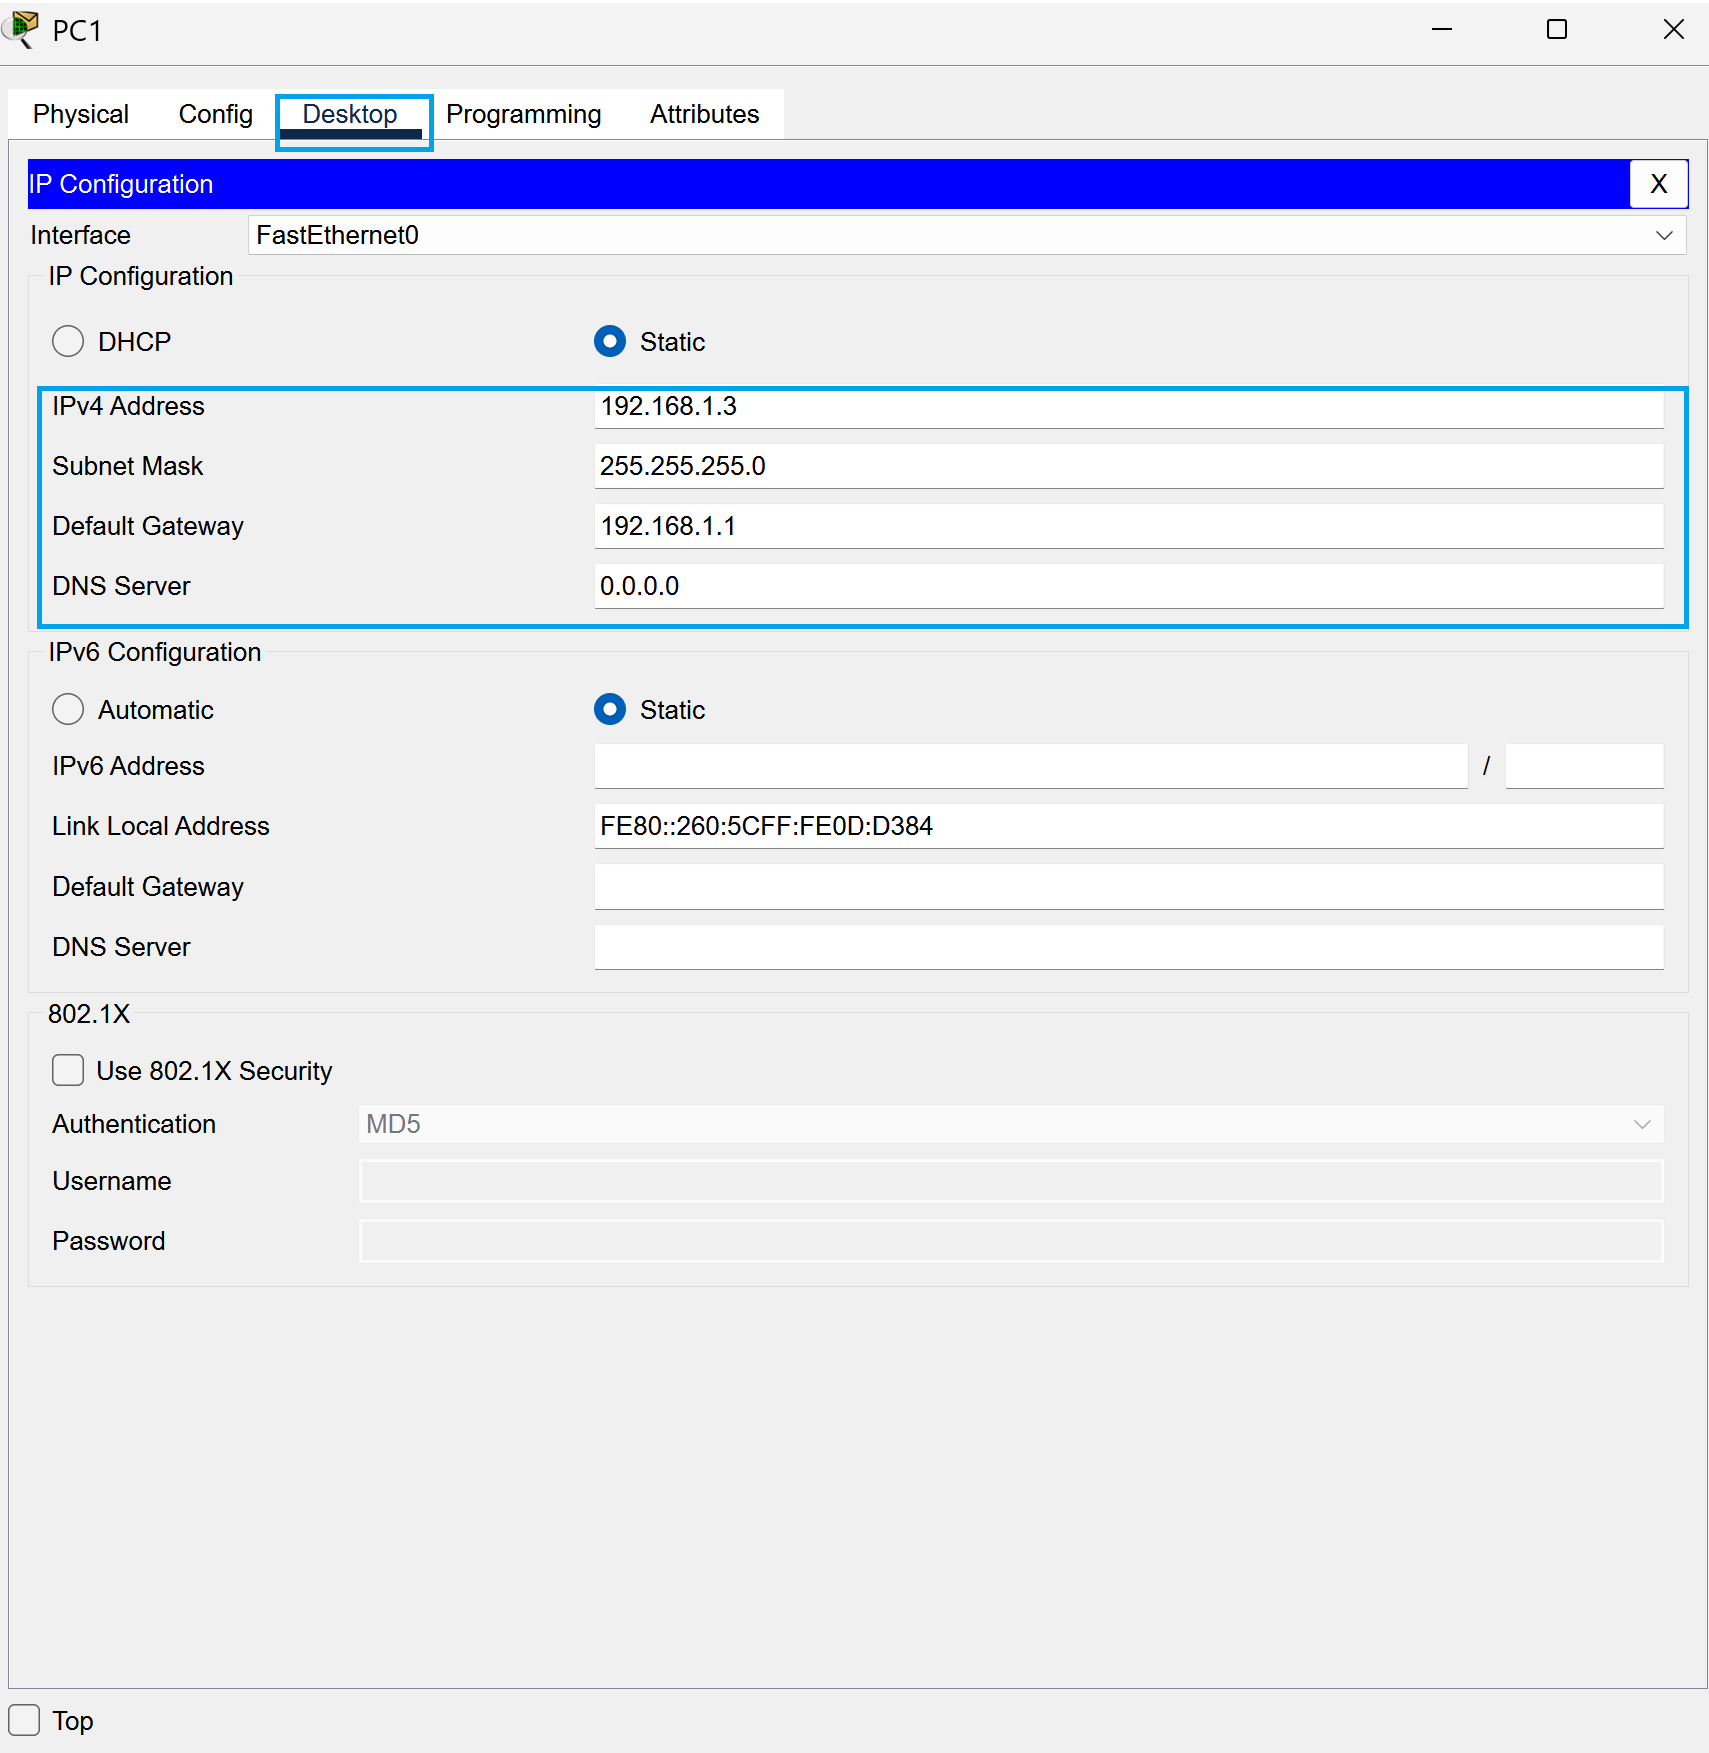 PC1
Physical Config Desktop Programming Attributes
IP Configuration X
Interface FastEthernet0
IP Configuration
DHCP Static
IPv4 Address 192.168.1.3
Subnet Mask 255.255.255.0
Default Gateway 192.168.1.1
DNS Server 0.0.0.0
IPv6 Configuration
Automatic Static
IPv6 Address /
Link Local Address FE80::260:5CFF:FE0D:D384
Default Gateway
DNS Server
802.1X
Use 802.1X Security
Authentication MD5
Username
Password
Top